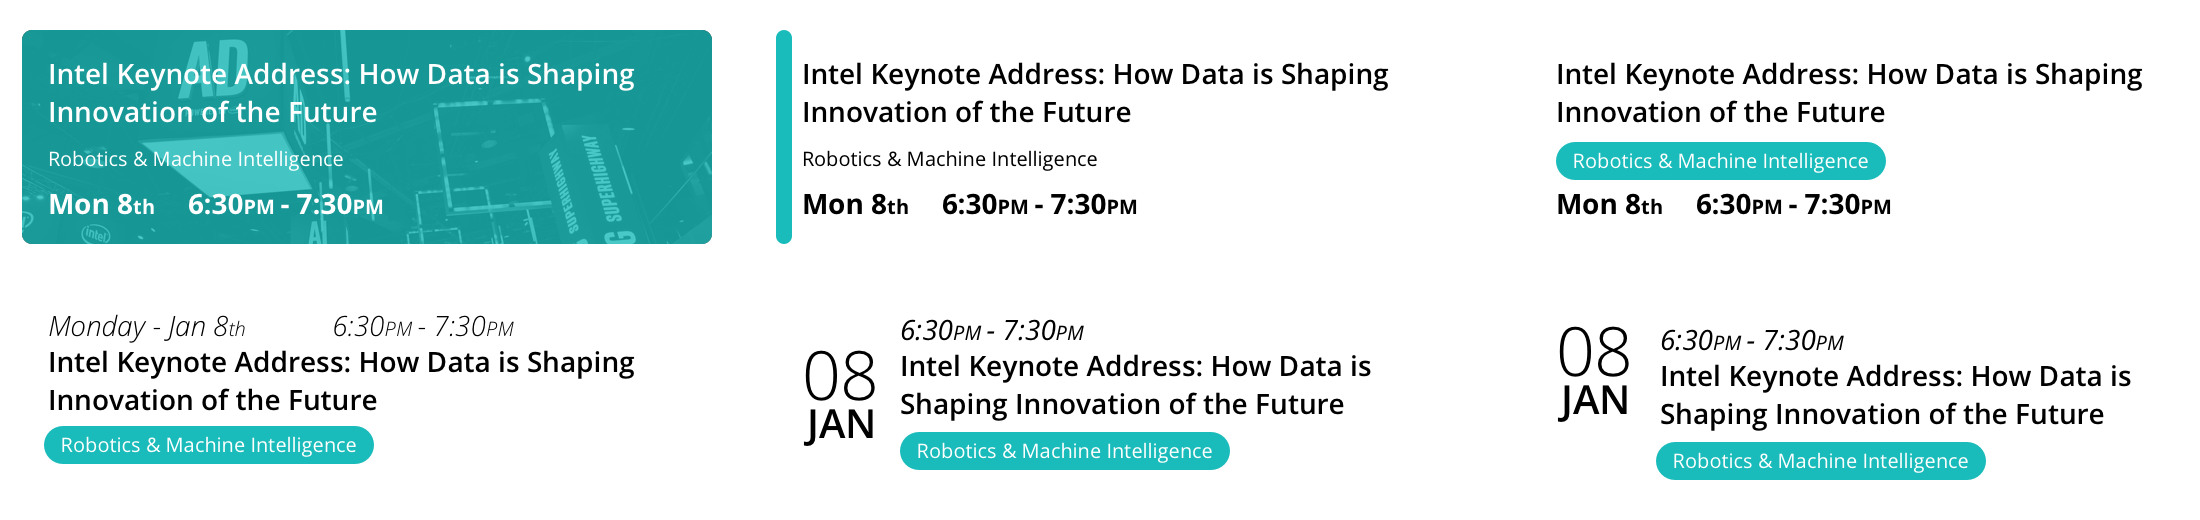 AD
Intel Keynote Address: How Data is Shaping
Innovation of the Future
Robotics & Machine Intelligence
Mon 8th 6:30PM - 7:30PM
SUPERHIGHWAY
SUPERHIGHWAY
intel
AI
Intel Keynote Address: How Data is Shaping
Innovation of the Future
Robotics & Machine Intelligence
Mon 8th 6:30PM - 7:30PM
Intel Keynote Address: How Data is Shaping
Innovation of the Future
Robotics & Machine Intelligence
Mon 8th 6:30PM - 7:30PM
Monday - Jan 8th 6:30PM - 7:30PM
Intel Keynote Address: How Data is Shaping
Innovation of the Future
Robotics & Machine Intelligence
08
JAN
6:30PM - 7:30PM
Intel Keynote Address: How Data is
Shaping Innovation of the Future
Robotics & Machine Intelligence
08
JAN
6:30PM - 7:30PM
Intel Keynote Address: How Data is
Shaping Innovation of the Future
Robotics & Machine Intelligence